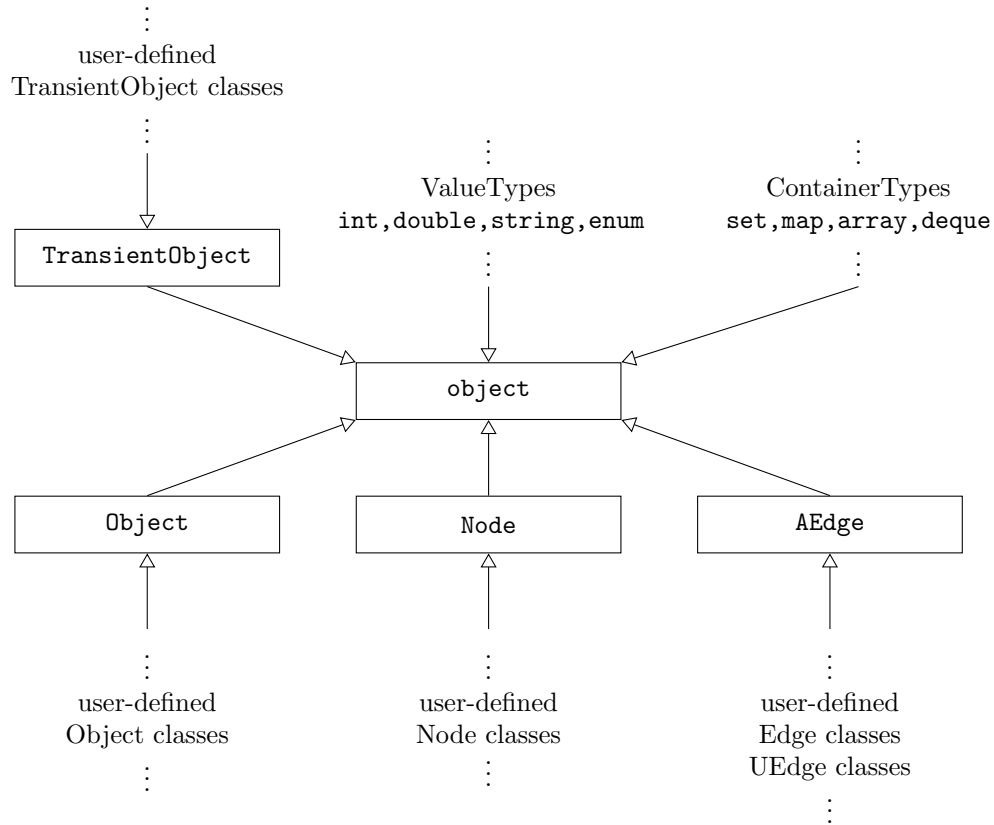 user-defined
TransientObject classes
ValueTypes
int,double,string,enum
ContainerTypes
set,map,array,deque
TransientObject
object
Object
Node
AEdge
user-defined
Object classes
user-defined
Node classes
user-defined
Edge classes
UEdge classes